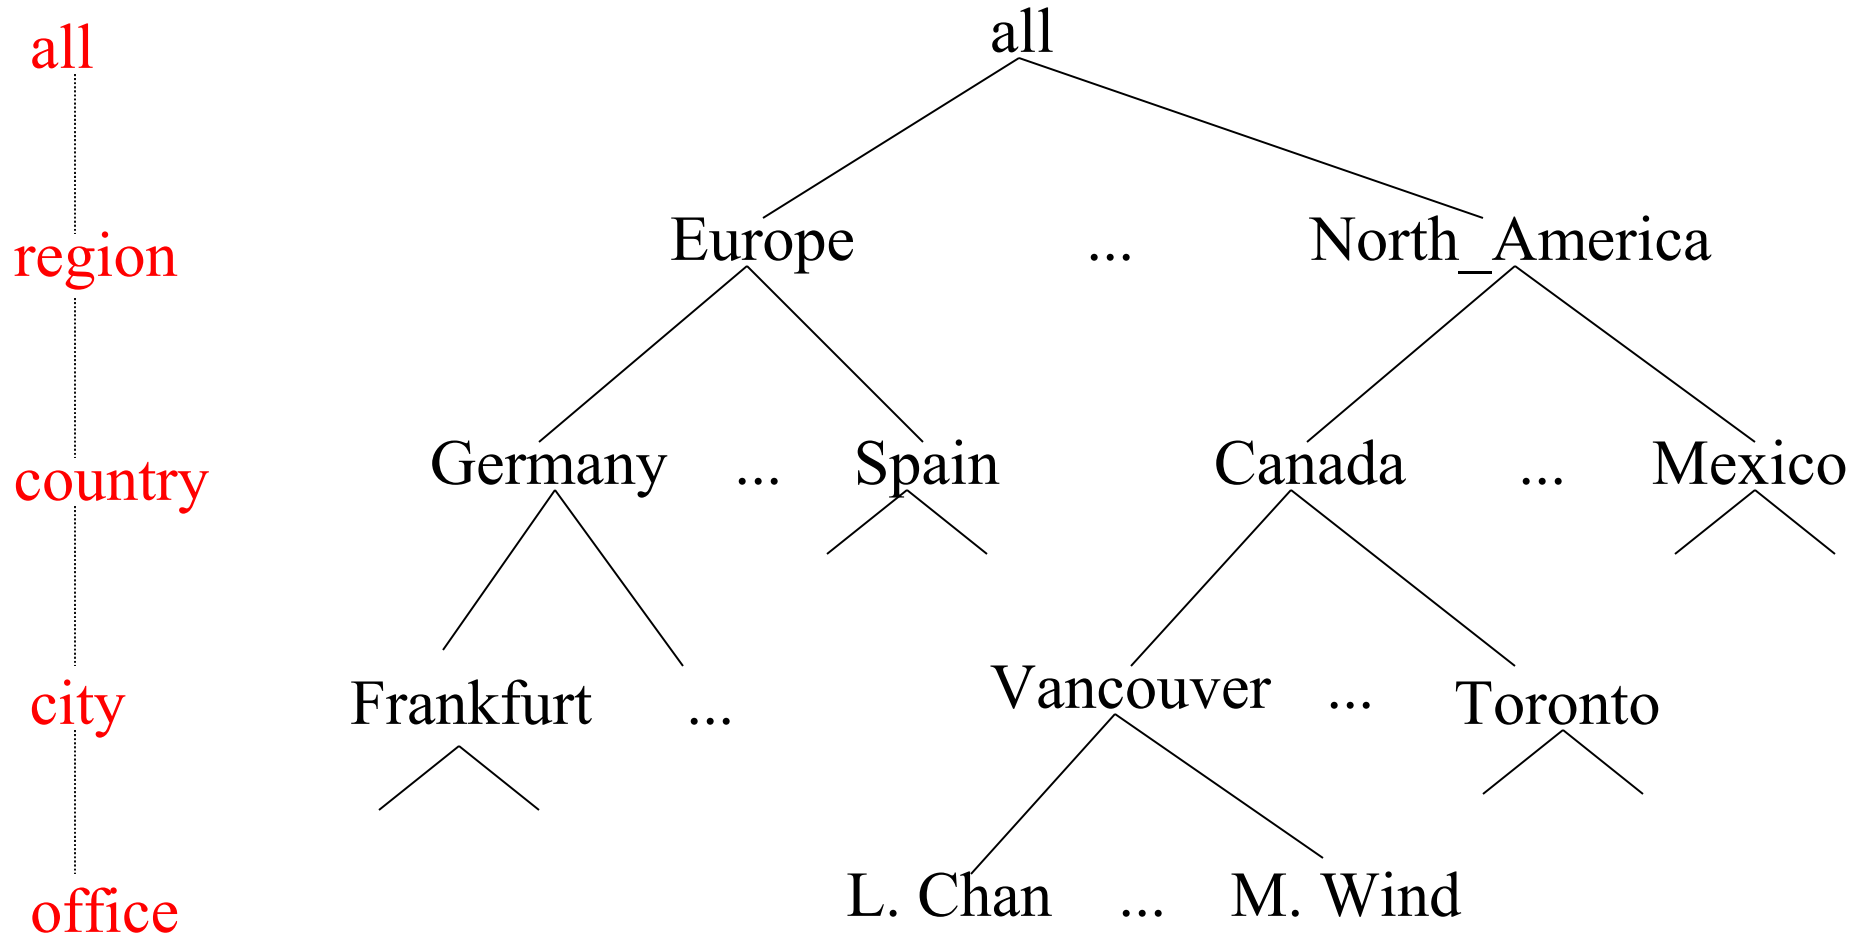 all all
region Europe ... North_America
country Germany ... Spain Canada ... Mexico
city Frankfurt ... Vancouver ... Toronto
office L. Chan ... M. Wind